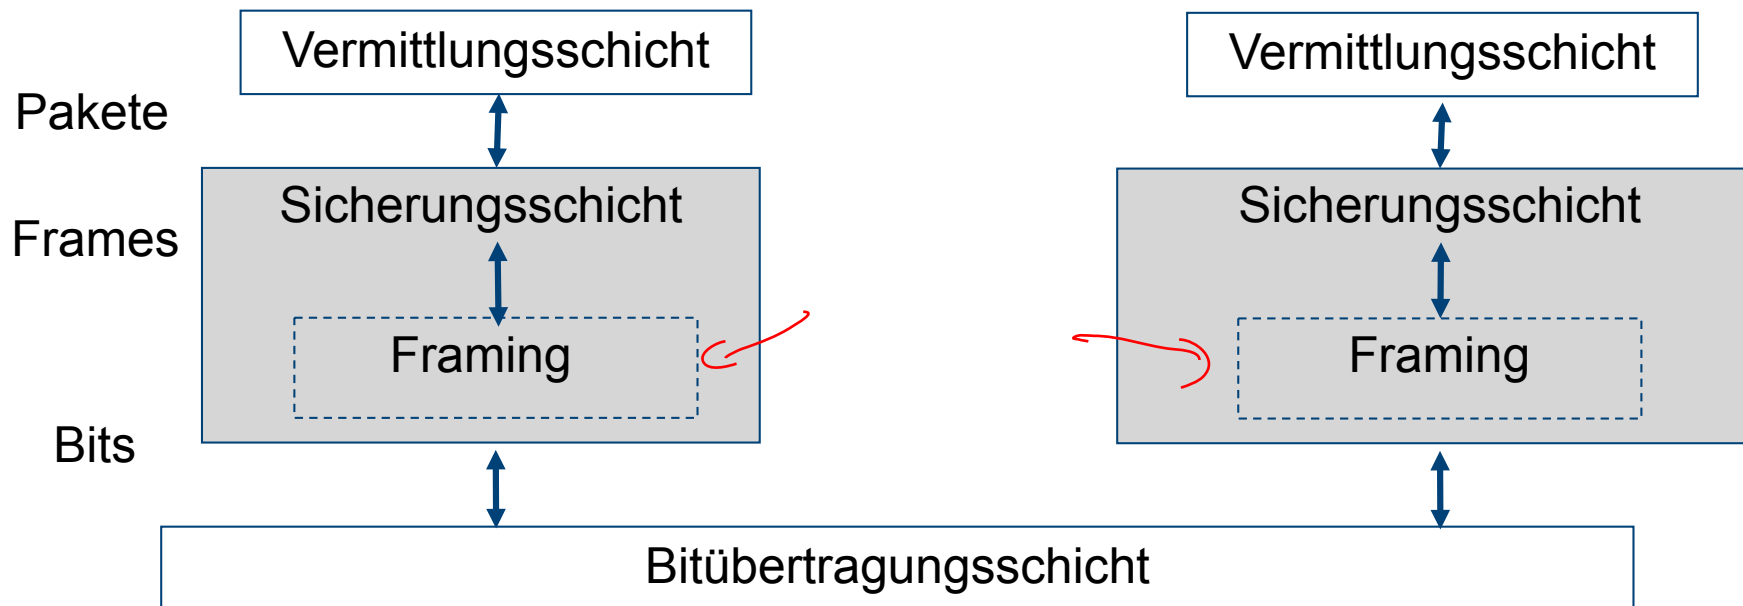 Vermittlungsschicht
Vermittlungsschicht
Pakete
Sicherungsschicht
Sicherungsschicht
Frames
Framing
Framing
Bits
Bitübertragungsschicht